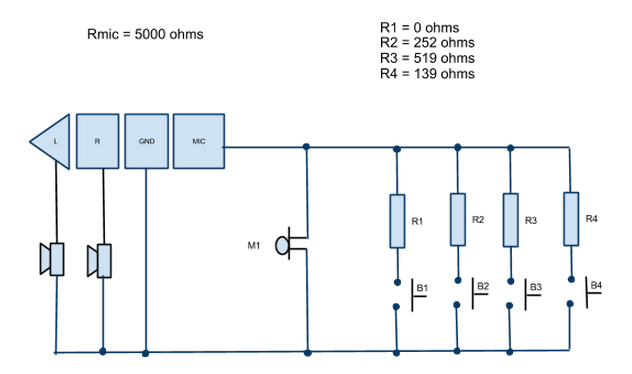 Rmic = 5000 ohms
R1 = 0 ohms
R2 = 252 ohms
R3 = 519 ohms
R4 = 139 ohms
L
R
GND
MIC
R1
R2
R3
R4
M1
B1
B2
B3
B4